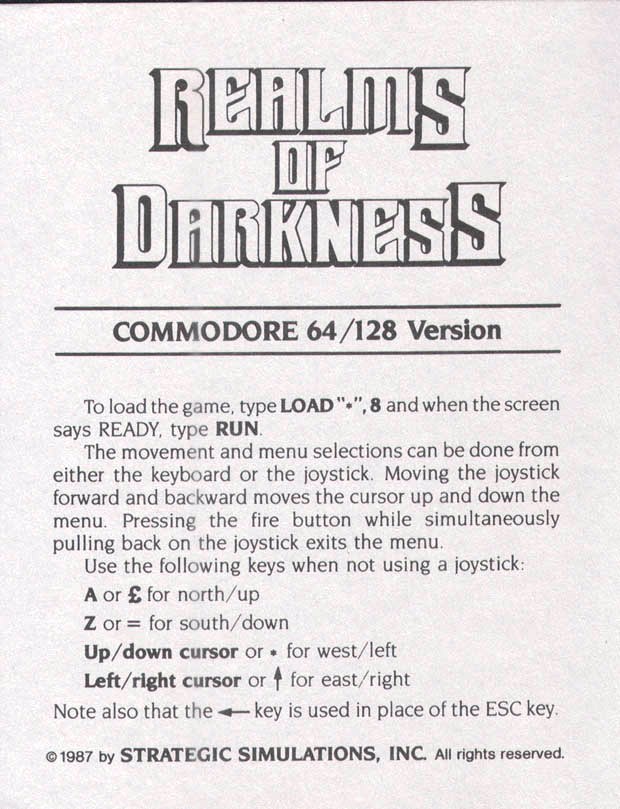 REALMS
OF
DARKNESS
COMMODORE 64/128 Version
To load the game, type LOAD "*", 8 and when the screen
says READY, type RUN.
The movement and menu selections can be done from
either the keyboard or the joystick. Moving the joystick
forward and backward moves the cursor up and down the
menu. Pressing the fire button while simultaneously
pulling back on the joystick exits the menu.
Use the following keys when not using a joystick:
A or £ for north/up
Z or = for south/down
Up/down cursor or * for west/left
Left/right cursor or ↑ for east/right
Note also that the ← key is used in place of the ESC key.
©1987 by STRATEGIC SIMULATIONS, INC. All rights reserved.